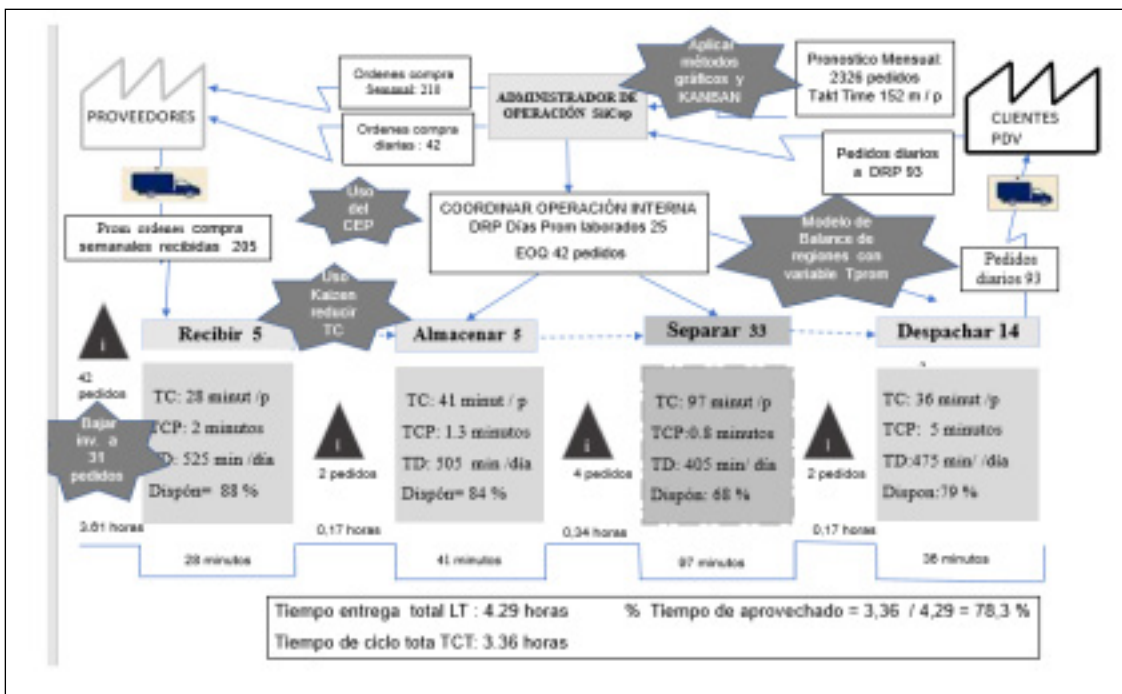 PROVEEDORES
Ordenes compra
Semanal: 210
Ordenes compra
diarias : 42
ADMINISTRADOR DE
OPERACIÓN
Aplicar
métodos
gráficos y
KANBAN
Pronostico Mensual:
2326 pedidos
Takt Time 152 m / p
CLIENTES
PDV
Pedidos diarios
a DRP 93
Prom ordenes compra
semanales recibidas 205
Uso
del
CEP
COORDINAR OPERACIÓN INTERNA
DRP Días Prom laborados 25
EOQ 42 pedidos
Modelo de
Balance de
regiones con
variable Tprom
Pedidos
diarios 93
Uso
Kaizen
reducir
TC
i
42
pedidos
Bajar
inv. a
31
pedidos
3.61 horas
Recibir 5
TC: 28 minut /p
TCP: 2 minutos
TD: 525 min /día
Dispón= 88 %
28 minutos
i
2 pedidos
0,17 horas
Almacenar 5
TC: 41 minut / p
TCP: 1.3 minutos
TD: 505 min /día
Dispón= 84 %
41 minutos
i
4 pedidos
0,34 horas
Separar 33
TC: 97 minut /p
TCP:0.8 minutos
TD: 405 min/ día
Dispón: 68 %
97 minutos
i
2 pedidos
0,17 horas
Despachar 14
TC: 36 minut /p
TCP: 5 minutos
TD:475 min/ /día
Dispon:79 %
36 minutos
Tiempo entrega total LT : 4.29 horas
% Tiempo de aprovechado = 3,36 / 4,29 = 78,3 %
Tiempo de ciclo tota TCT: 3.36 horas